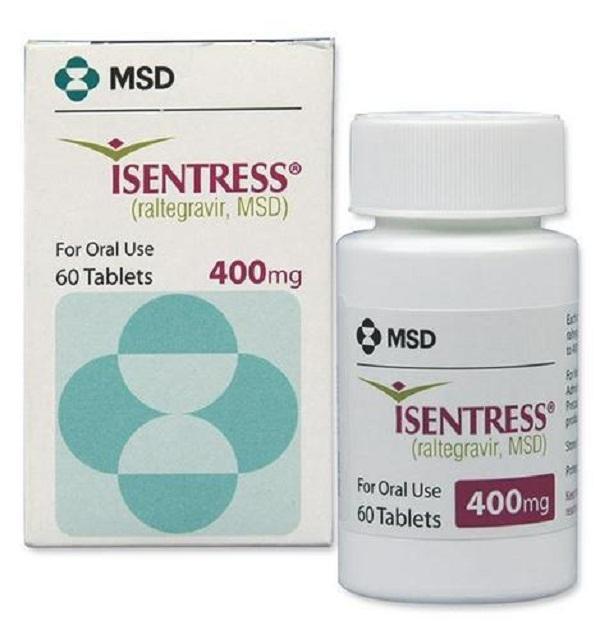 MSD
ISENTRESS®
(raltegravir, MSD)
For Oral Use
60 Tablets 400mg
MSD
ISENTRESS®
(raltegravir, MSD)
For Oral Use
60 Tablets 400mg